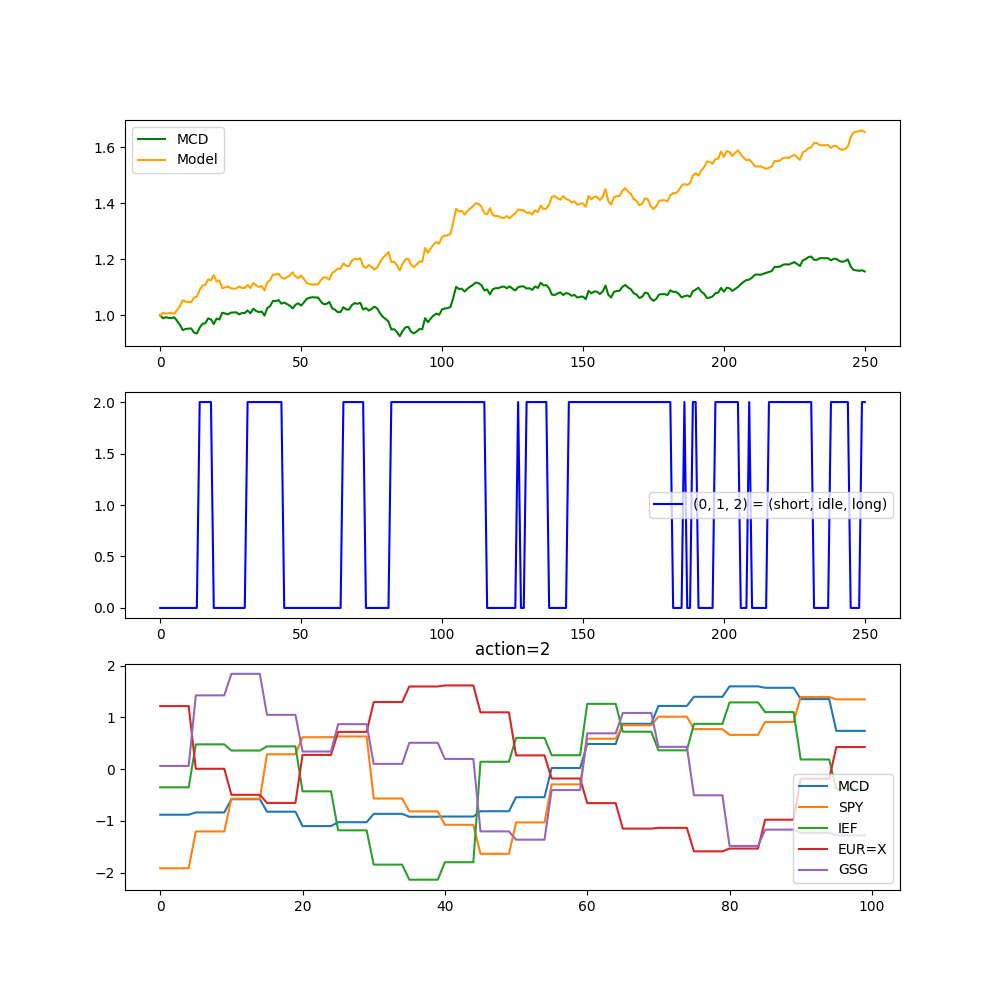 MCD
Model
1.6
1.4
1.2
1.0
0 50 100 150 200 250
2.0
1.5
1.0
0.5
0.0
(0, 1, 2) = (short, idle, long)
0 50 100 150 200 250
action=2
2
1
0
−1
−2
MCD
SPY
IEF
EUR=X
GSG
0 20 40 60 80 100